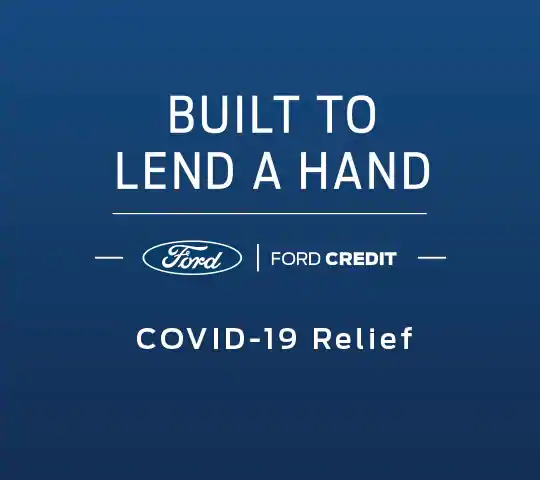 BUILT TO
LEND A HAND
Ford | FORD CREDIT
COVID-19 Relief